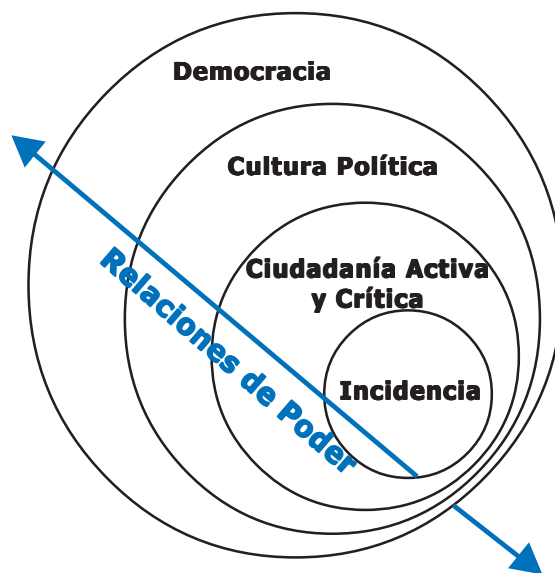 Democracia
Cultura Política
Ciudadanía Activa
y Crítica
Incidencia
Relaciones de Poder